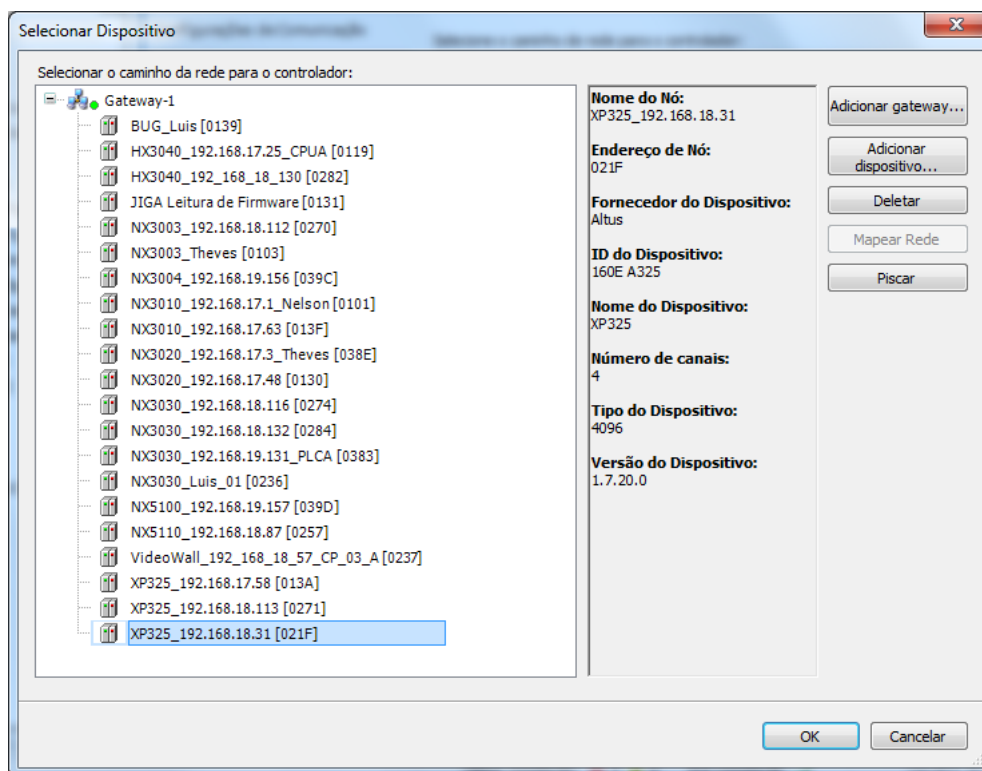 Selecionar Dispositivo
Selecionar o caminho da rede para o controlador:
Gateway-1
BUG_Luis [0139]
HX3040_192.168.17.25_CPUA [0119]
HX3040_192_168_18_130 [0282]
JIGA Leitura de Firmware [0131]
NX3003_192.168.18.112 [0270]
NX3003_Theves [0103]
NX3004_192.168.19.156 [039C]
NX3010_192.168.17.1_Nelson [0101]
NX3010_192.168.17.63 [013F]
NX3020_192.168.17.3_Theves [038E]
NX3020_192.168.17.48 [0130]
NX3030_192.168.18.116 [0274]
NX3030_192.168.18.132 [0284]
NX3030_192.168.19.131_PLCA [0383]
NX3030_Luis_01 [0236]
NX5100_192.168.19.157 [039D]
NX5110_192.168.18.87 [0257]
VideoWall_192_168_18_57_CP_03_A [0237]
XP325_192.168.17.58 [013A]
XP325_192.168.18.113 [0271]
XP325_192.168.18.31 [021F]
Nome do Nó:
XP325_192.168.18.31
Endereço de Nó:
021F
Fornecedor do Dispositivo:
Altus
ID do Dispositivo:
160E A325
Nome do Dispositivo:
XP325
Número de canais:
4
Tipo do Dispositivo:
4096
Versão do Dispositivo:
1.7.20.0
Adicionar gateway...
Adicionar
dispositivo...
Deletar
Mapear Rede
Piscar
OK
Cancelar